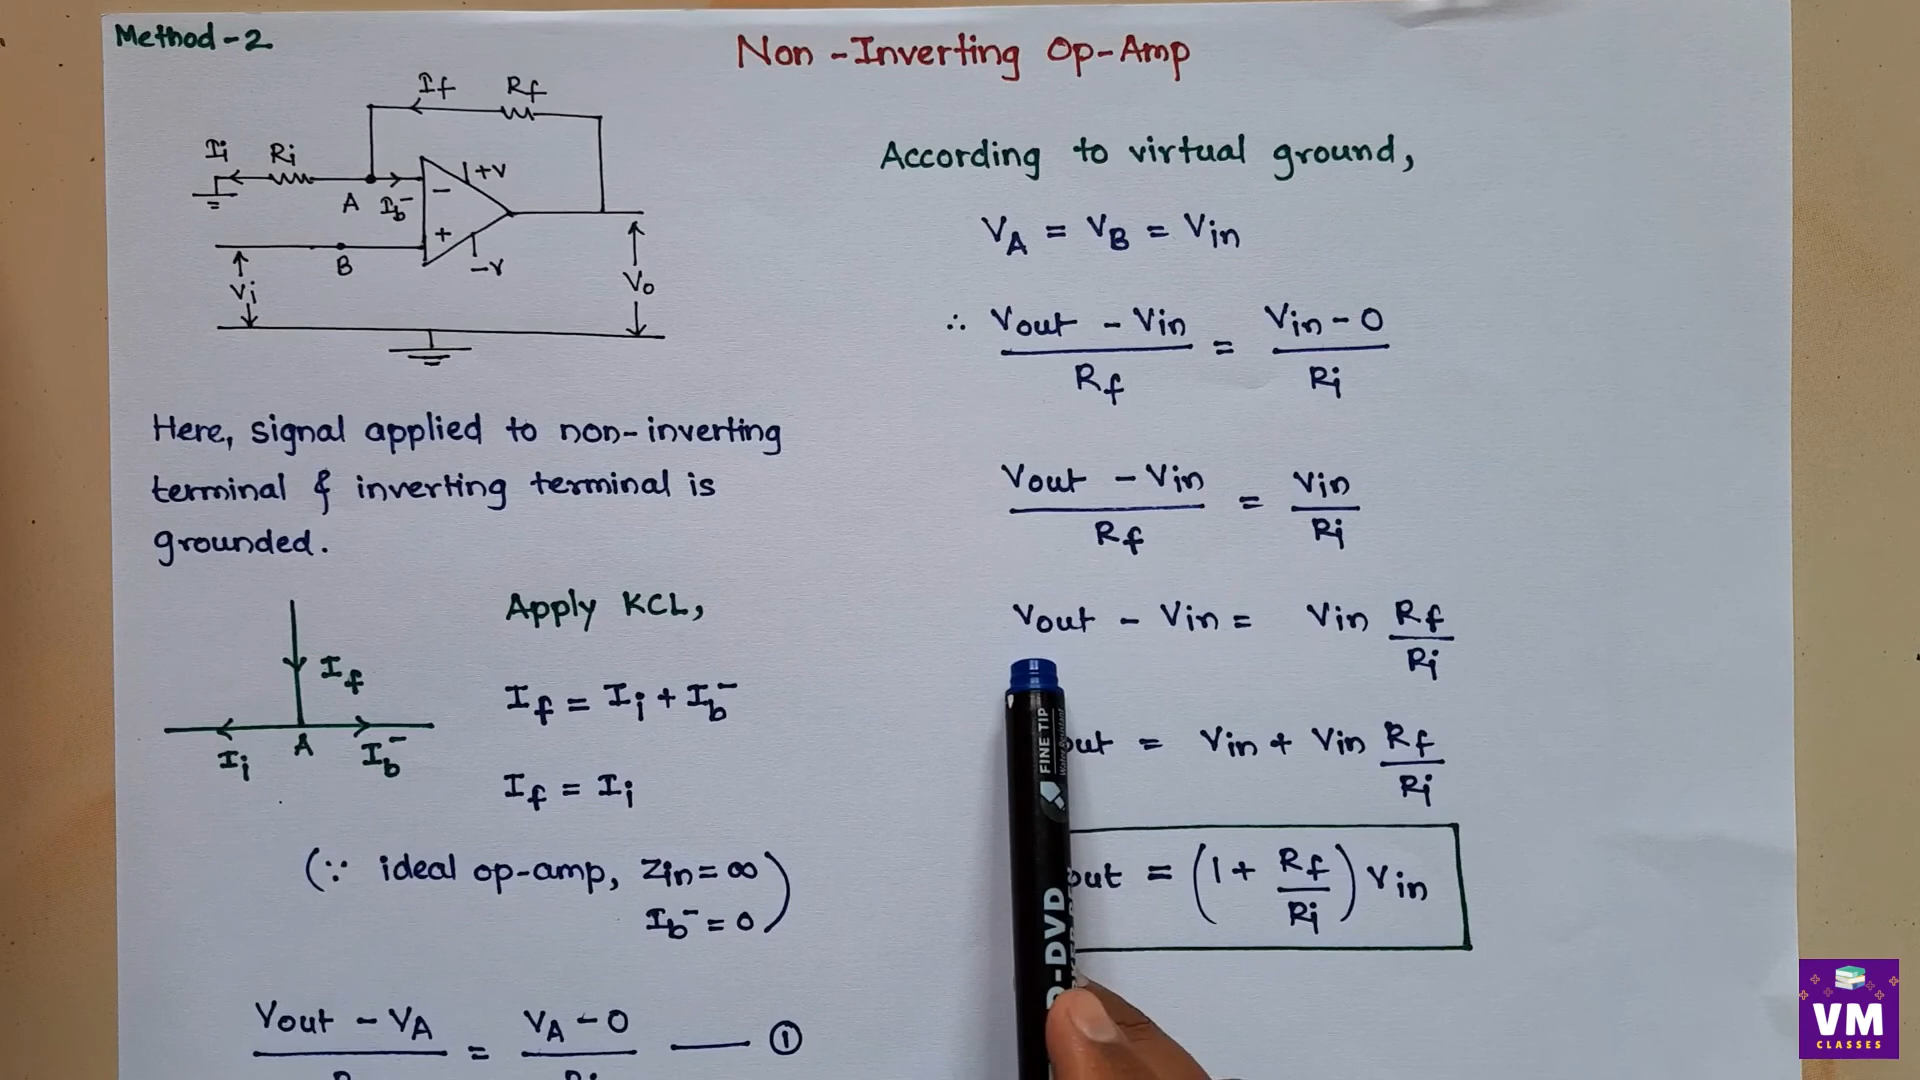 Method-2
Non-Inverting Op-Amp
If Rf
Ii Ri
+V
A Ib⁻ −
+
B −V
Vi Vo
Here, signal applied to non-inverting
terminal & inverting terminal is
grounded.
Apply KCL,
If
Ii A Ib⁻
If = Ii + Ib⁻
If = Ii
(∵ ideal op-amp, Zin = ∞
Ib⁻ = 0)
Vout - VA / = VA - 0 / —— ①
According to virtual ground,
VA = VB = Vin
∴ Vout - Vin / Rf = Vin - 0 / Ri
Vout - Vin / Rf = Vin / Ri
Vout - Vin = Vin Rf / Ri
out = Vin + Vin Rf / Ri
out = (1 + Rf / Ri) Vin
FINE TIP
D-DVD
VM
CLASSES